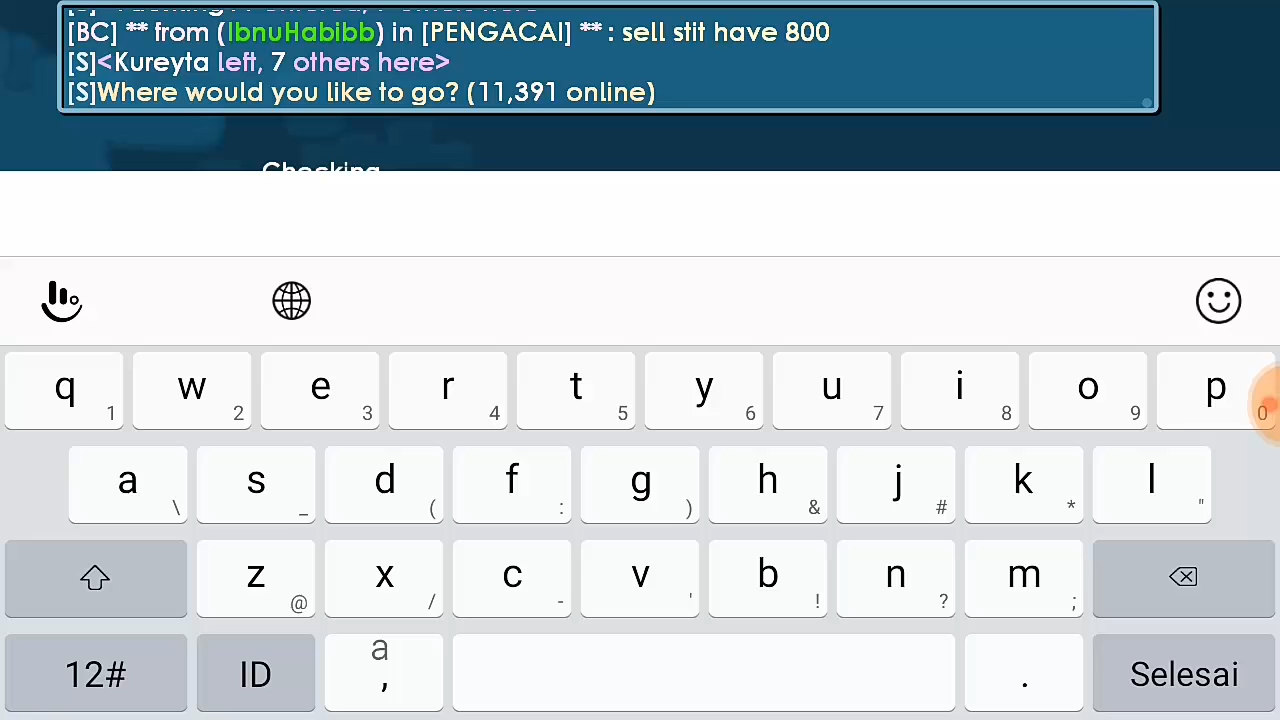 [BC] ** from (IbnuHabibb) in [PENGACAI] ** : sell stit have 800
[S]<Kureyta left, 7 others here>
[S]Where would you like to go? (11,391 online)
Checking
q 1 w 2 e 3 r 4 t 5 y 6 u 7 i 8 o 9 p 0
a \ s _ d ( f : g ) h & j # k * l "
z @ x / c - v ' b ! n ? m ;
12# ID a , . Selesai